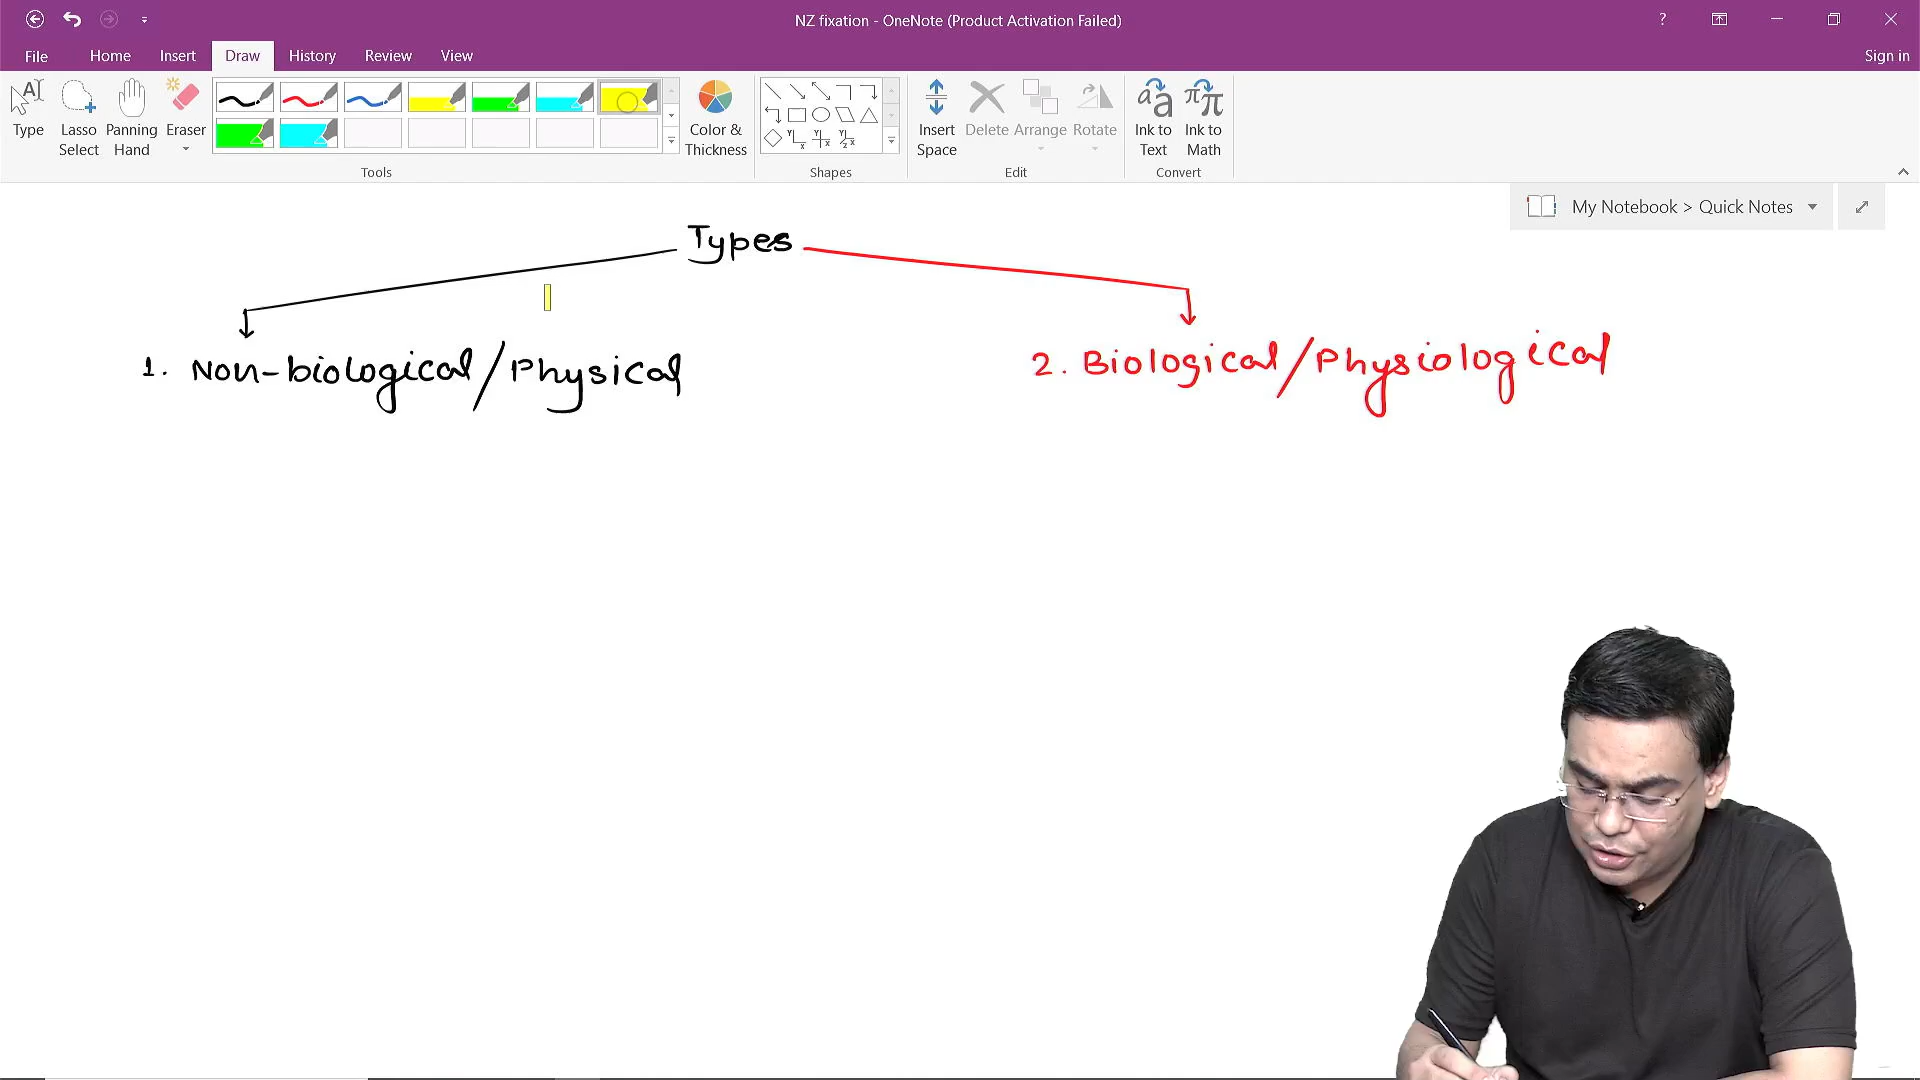 NZ fixation - OneNote (Product Activation Failed)
?
File Home Insert Draw History Review View Sign in
Type
Lasso Select
Panning Hand
Eraser
Color & Thickness
Insert Space
Delete
Arrange
Rotate
Ink to Text
Ink to Math
Tools Shapes Edit Convert
My Notebook > Quick Notes
Types
1. Non-biological/Physical
2. Biological/Physiological